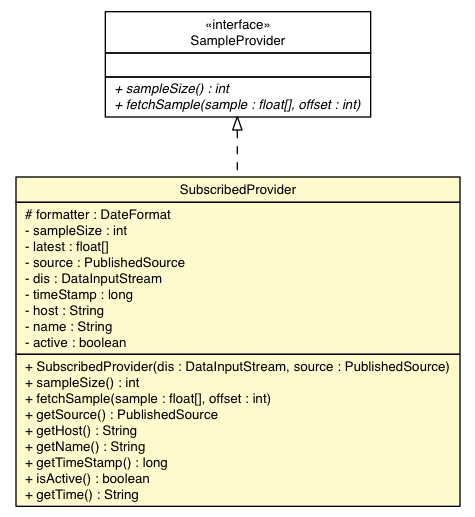 «interface»
SampleProvider
+ sampleSize() : int
+ fetchSample(sample : float[], offset : int)
SubscribedProvider
# formatter : DateFormat
- sampleSize : int
- latest : float[]
- source : PublishedSource
- dis : DataInputStream
- timeStamp : long
- host : String
- name : String
- active : boolean
+ SubscribedProvider(dis : DataInputStream, source : PublishedSource)
+ sampleSize() : int
+ fetchSample(sample : float[], offset : int)
+ getSource() : PublishedSource
+ getHost() : String
+ getName() : String
+ getTimeStamp() : long
+ isActive() : boolean
+ getTime() : String